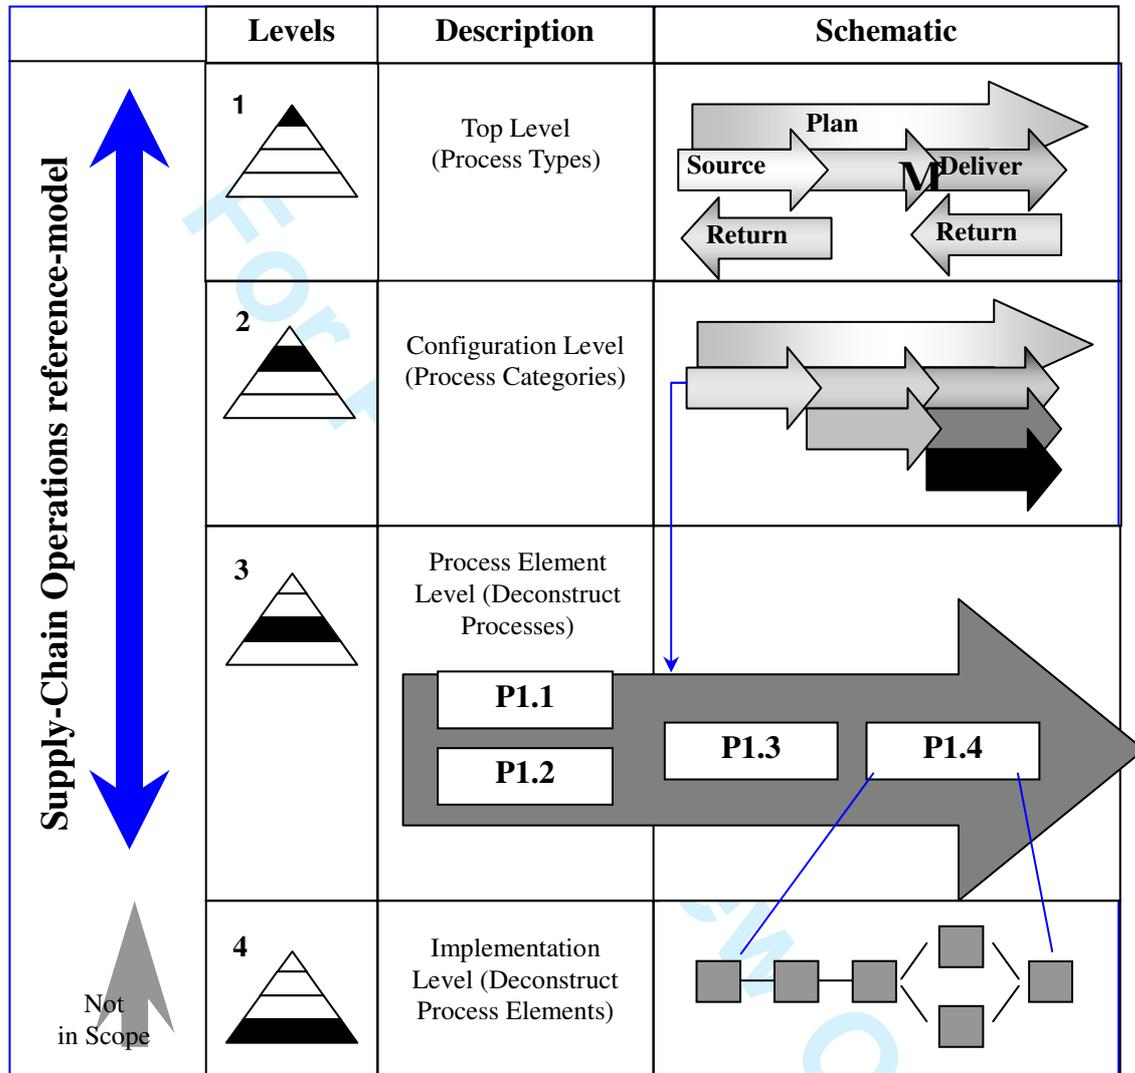 Levels
Description
Schematic
Supply-Chain Operations reference-model
1
Top Level
(Process Types)
Plan
Source
M
Deliver
Return
Return
2
Configuration Level
(Process Categories)
3
Process Element
Level (Deconstruct
Processes)
P1.1
P1.2
P1.3
P1.4
Not
in Scope
4
Implementation
Level (Deconstruct
Process Elements)
For